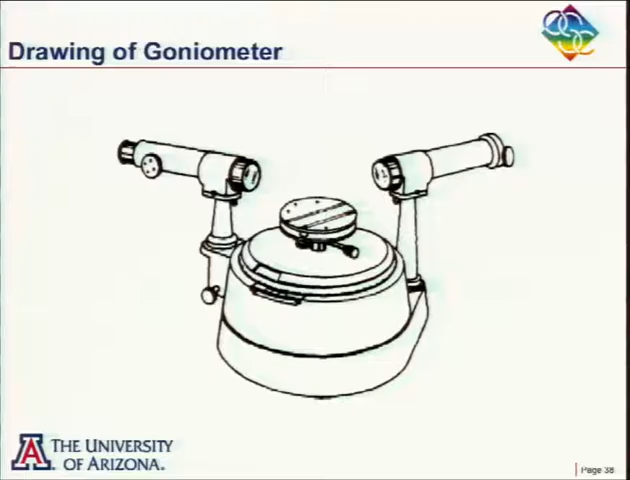 Drawing of Goniometer
THE UNIVERSITY
OF ARIZONA.
Page 38